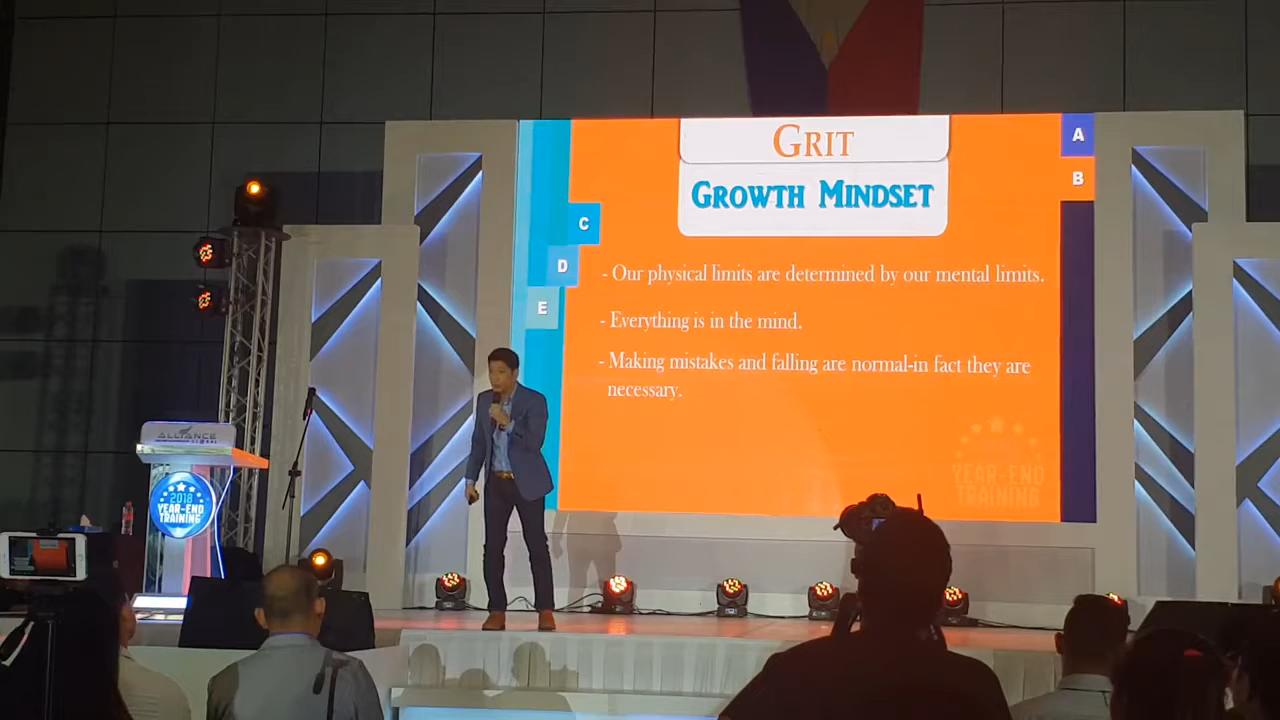 GRIT
GROWTH MINDSET
A
B
C
D
E
- Our physical limits are determined by our mental limits.
- Everything is in the mind.
- Making mistakes and falling are normal-in fact they are
necessary.
YEAR-END
TRAINING
ALLIANCE
GLOBAL
2018
YEAR-END
TRAINING